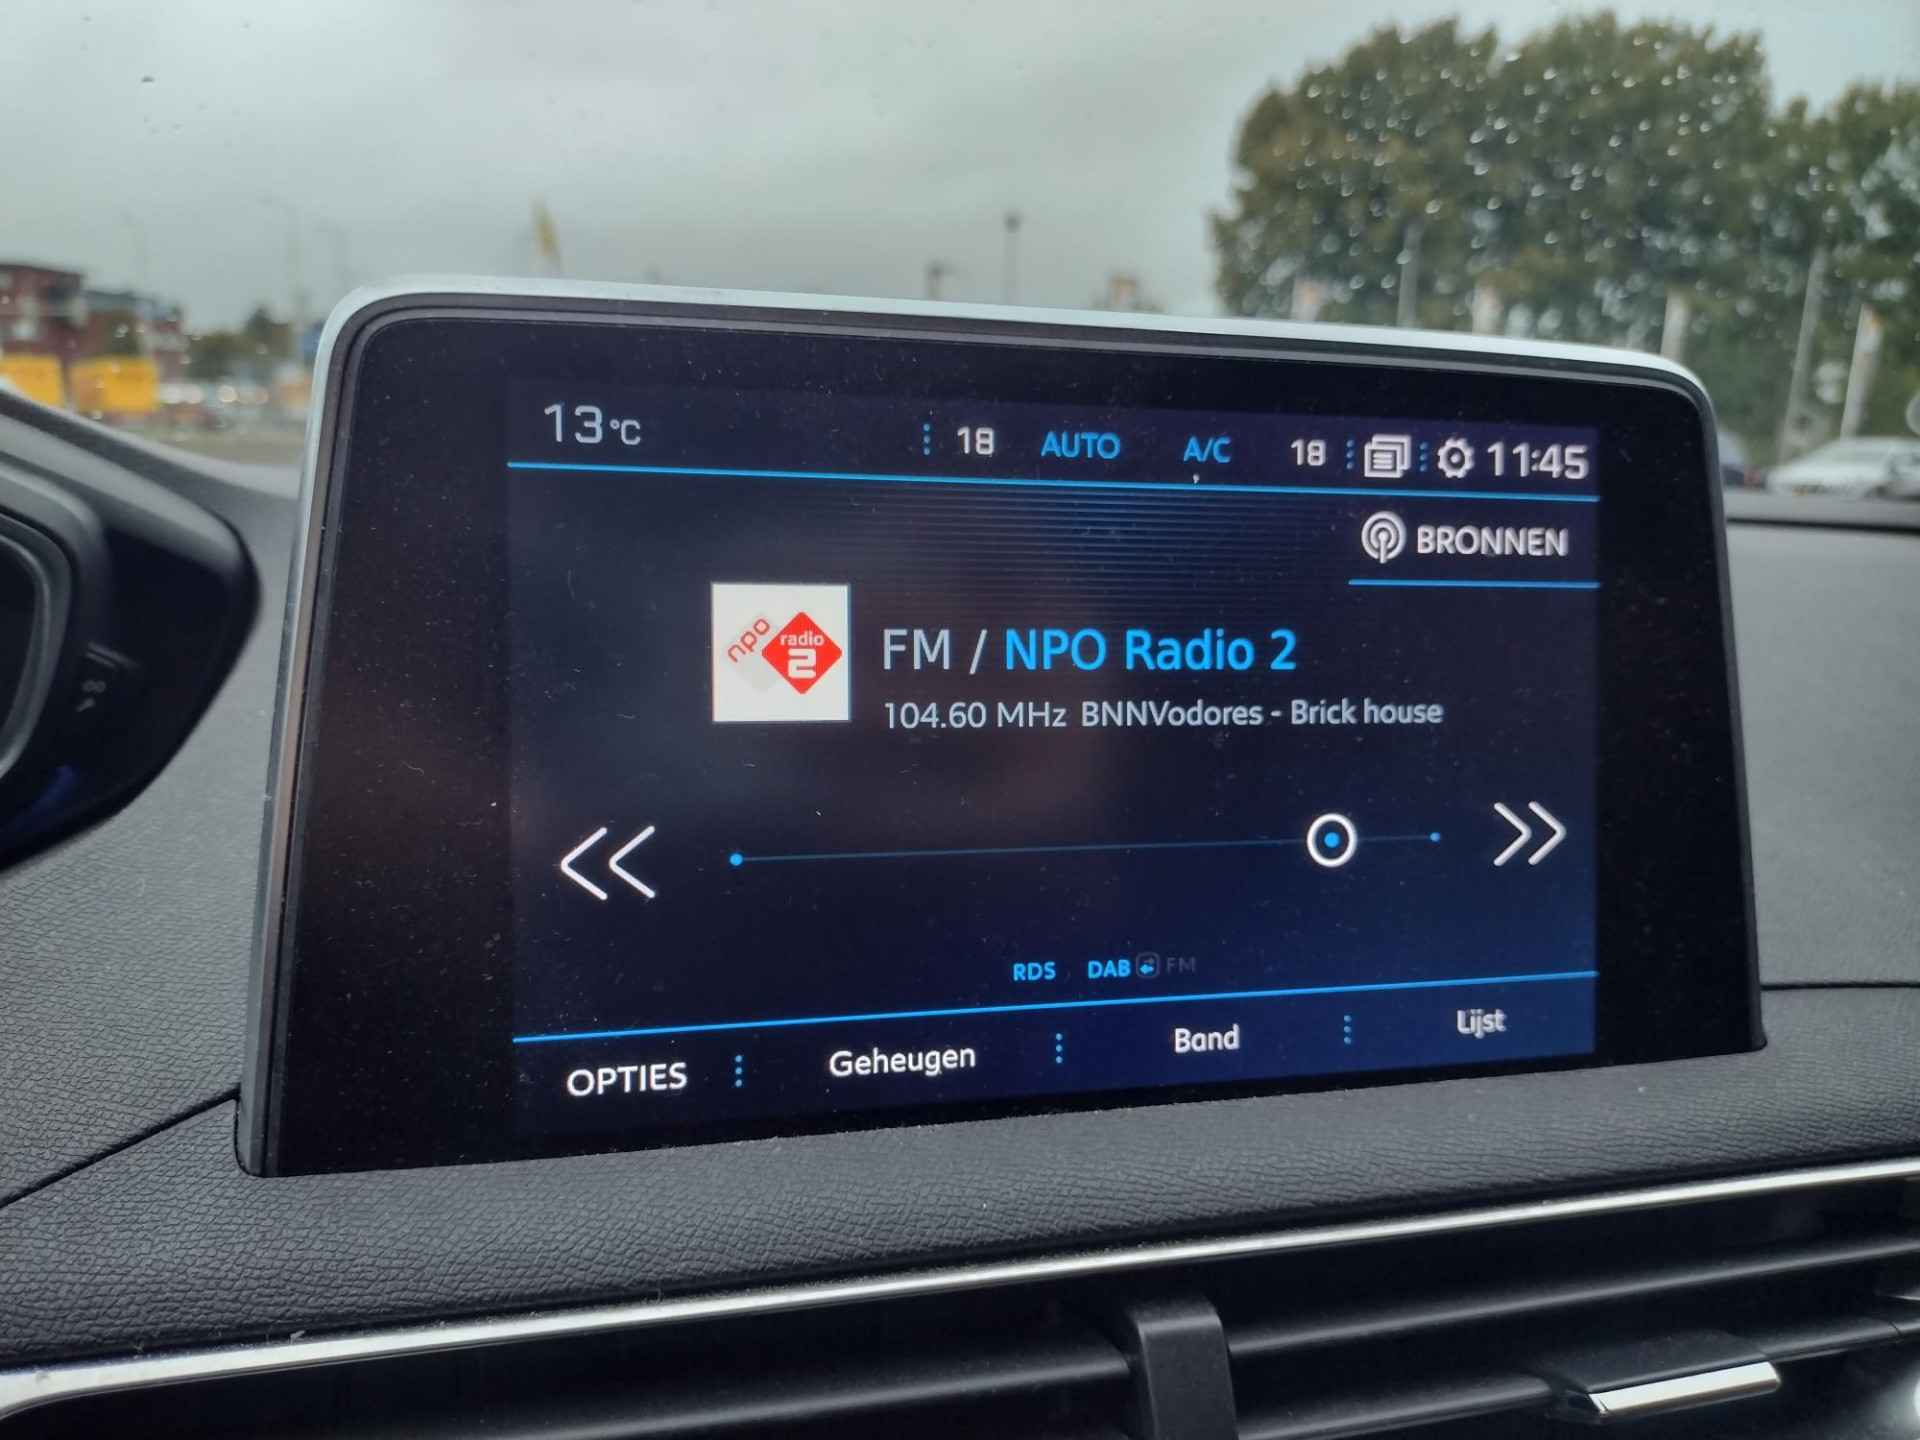 13°C 18 AUTO A/C 18 11:45
BRONNEN
npo radio 2
FM / NPO Radio 2
104.60 MHz BNNVodores - Brick house
RDS DAB FM
OPTIES Geheugen Band Lijst